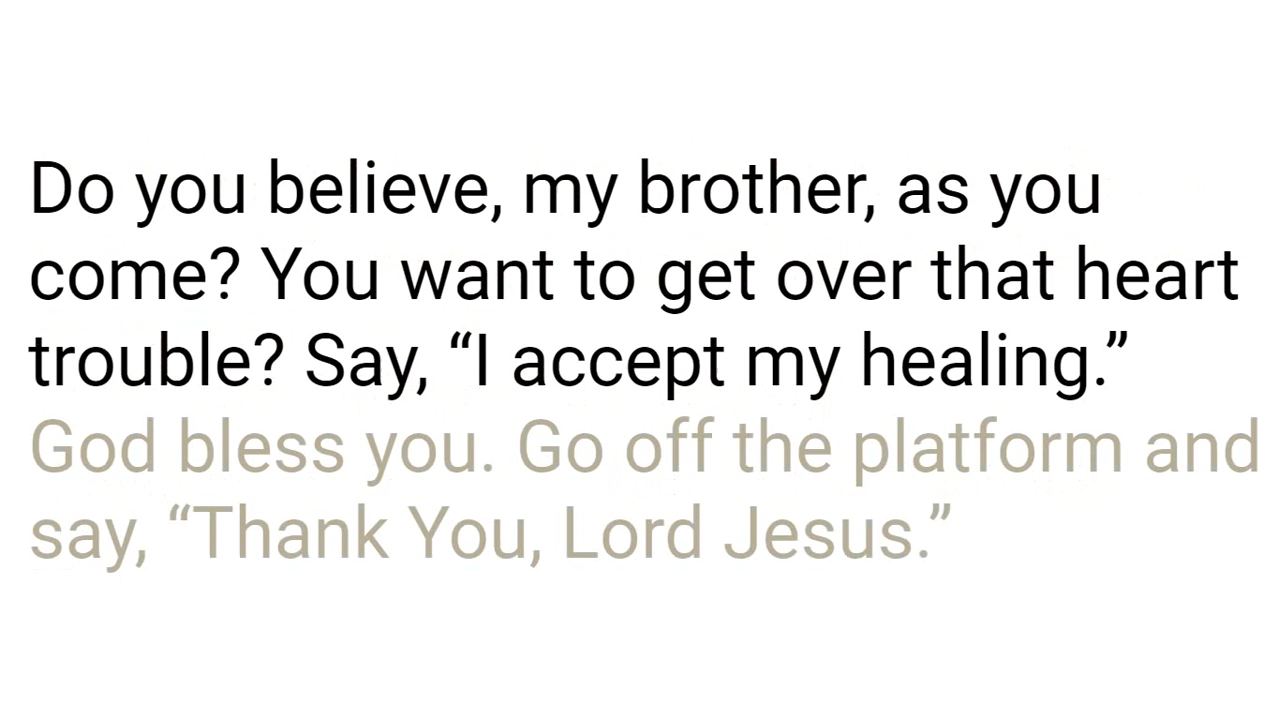 Do you believe, my brother, as you
come? You want to get over that heart
trouble? Say, “I accept my healing.”
God bless you. Go off the platform and
say, “Thank You, Lord Jesus.”